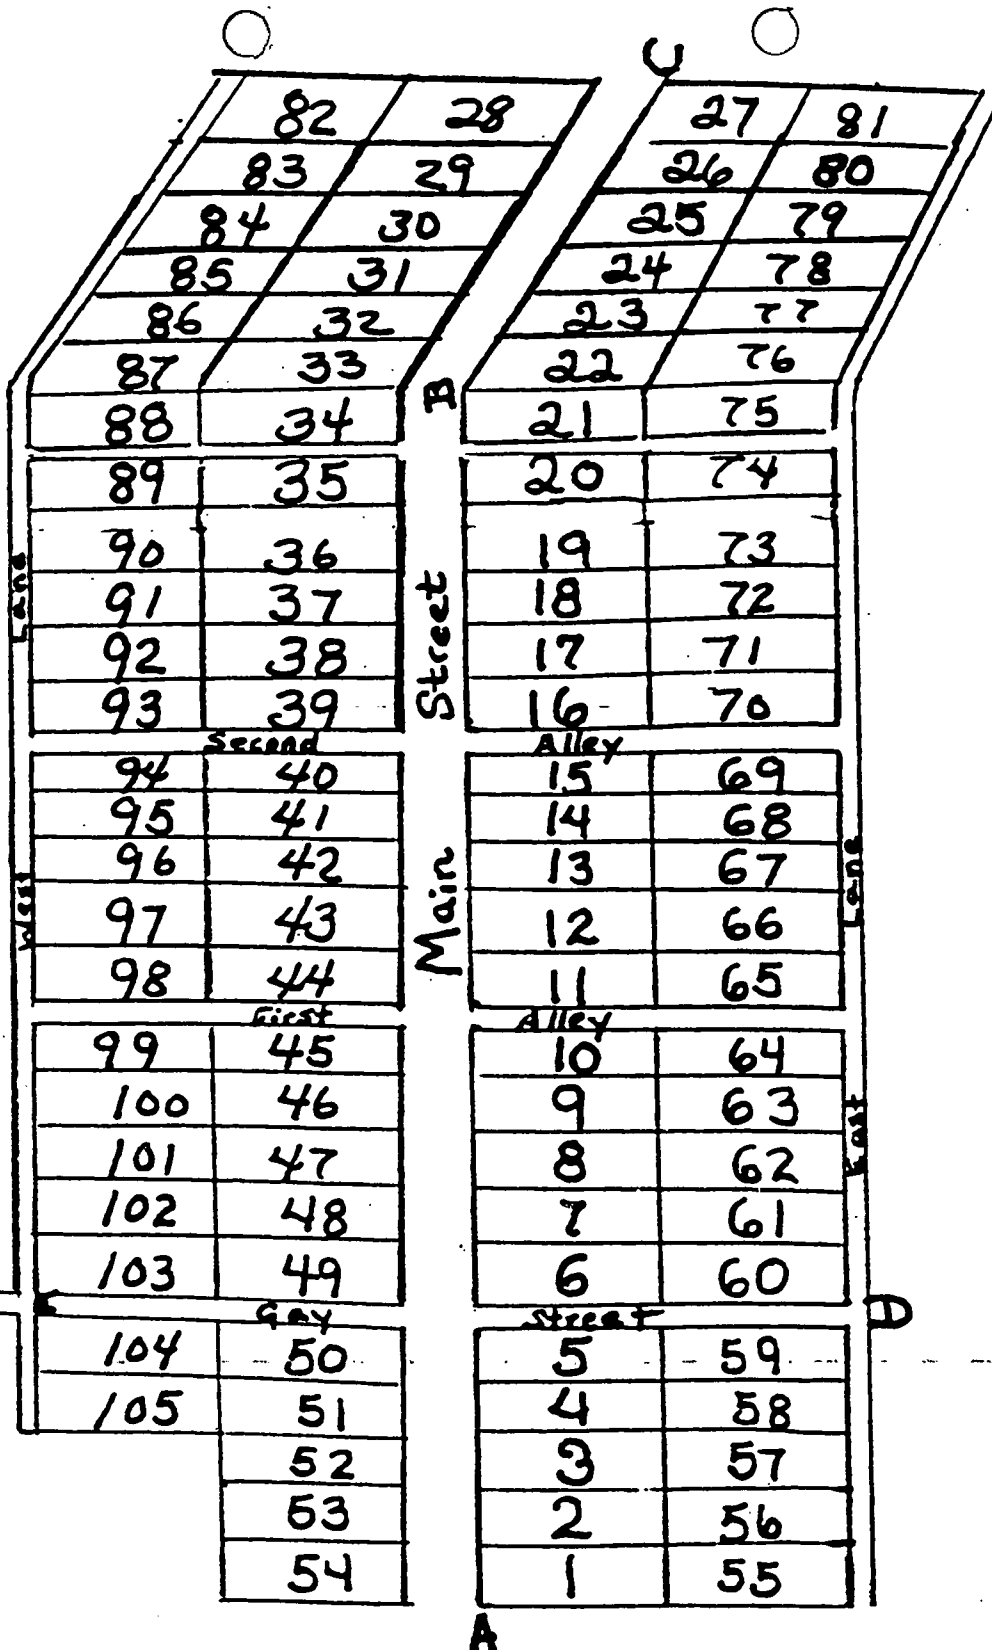 C
82 28 27 81
83 29 26 80
84 30 25 79
85 31 24 78
86 32 23 77
87 33 22 76
B
88 34 21 75
89 35 20 74
90 36 19 73
91 37 18 72
92 38 17 71
93 39 16 70
Second Alley
94 40 15 69
95 41 14 68
96 42 13 67
97 43 12 66
98 44 11 65
First Alley
99 45 10 64
100 46 9 63
101 47 8 62
102 48 7 61
103 49 6 60
E Gay Street D
104 50 5 59
105 51 4 58
52 3 57
53 2 56
54 1 55
A
West Lane
Main Street
East Lane